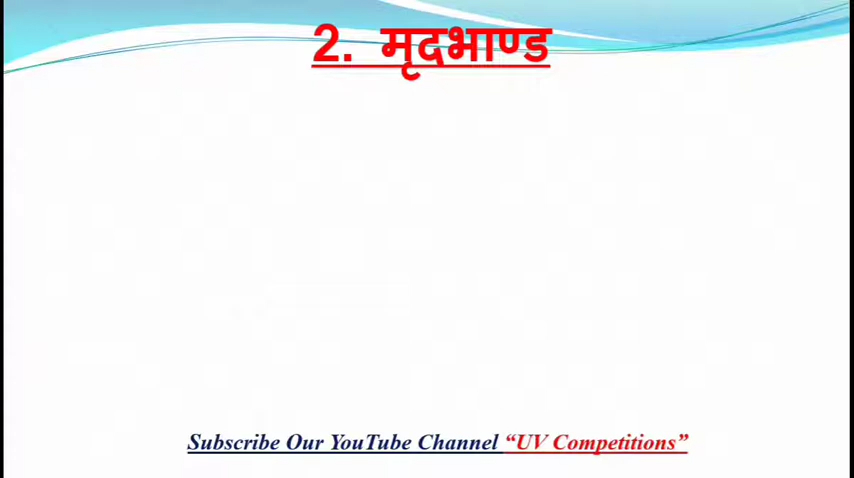 2. मृदभाण्ड
Subscribe Our YouTube Channel “UV Competitions”